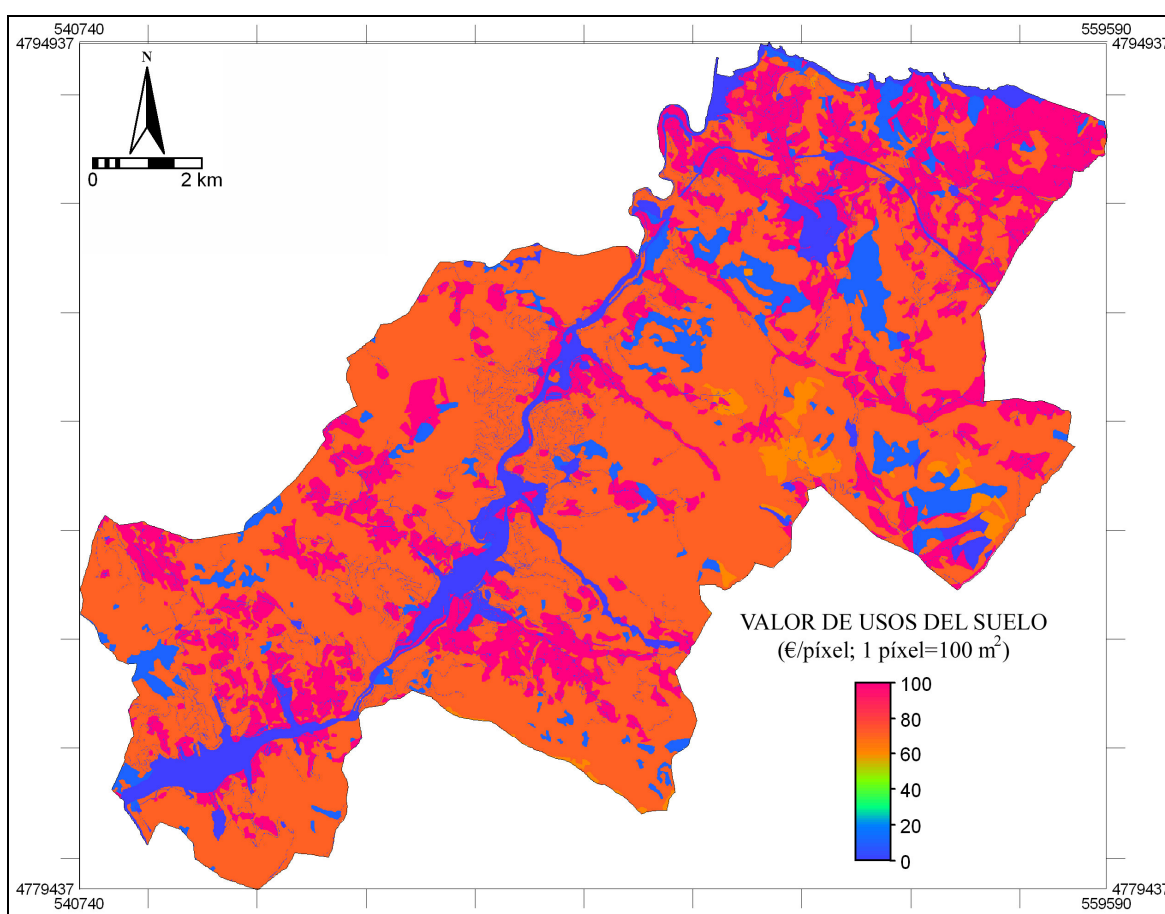 540740 559590
4794937 4794937
N
0 2 km
VALOR DE USOS DEL SUELO
(€/píxel; 1 píxel=100 m²)
100
80
60
40
20
0
4779437 4779437
540740 559590